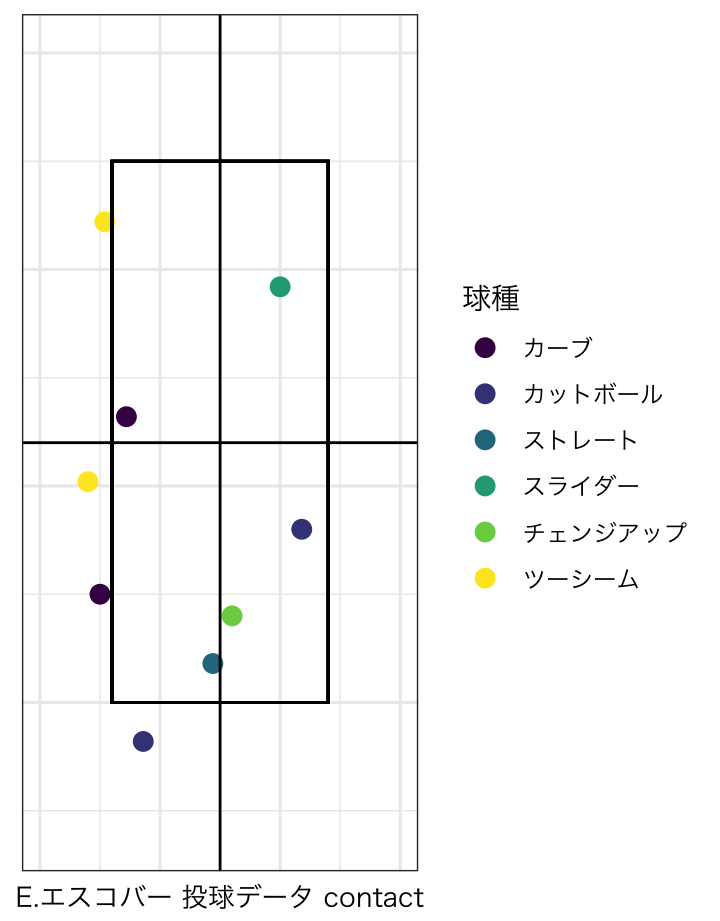 球種
カーブ
カットボール
ストレート
スライダー
チェンジアップ
ツーシーム
E.エスコバー 投球データ contact